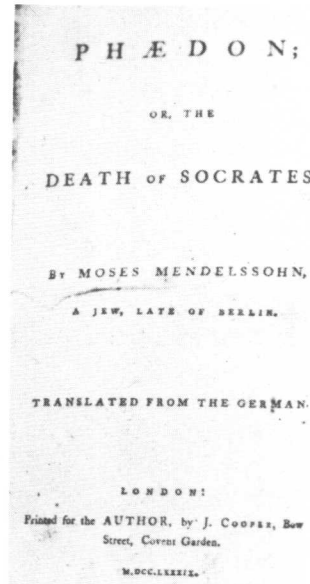 PHÆDON;
OR, THE
DEATH OF SOCRATES
BY MOSES MENDELSSOHN,
A JEW, LATE OF BERLIN.
TRANSLATED FROM THE GERMAN.
LONDON:
Printed for the AUTHOR, by J. COOPER, Bow
Street, Covent Garden.
M,DCC,LXXXIX.